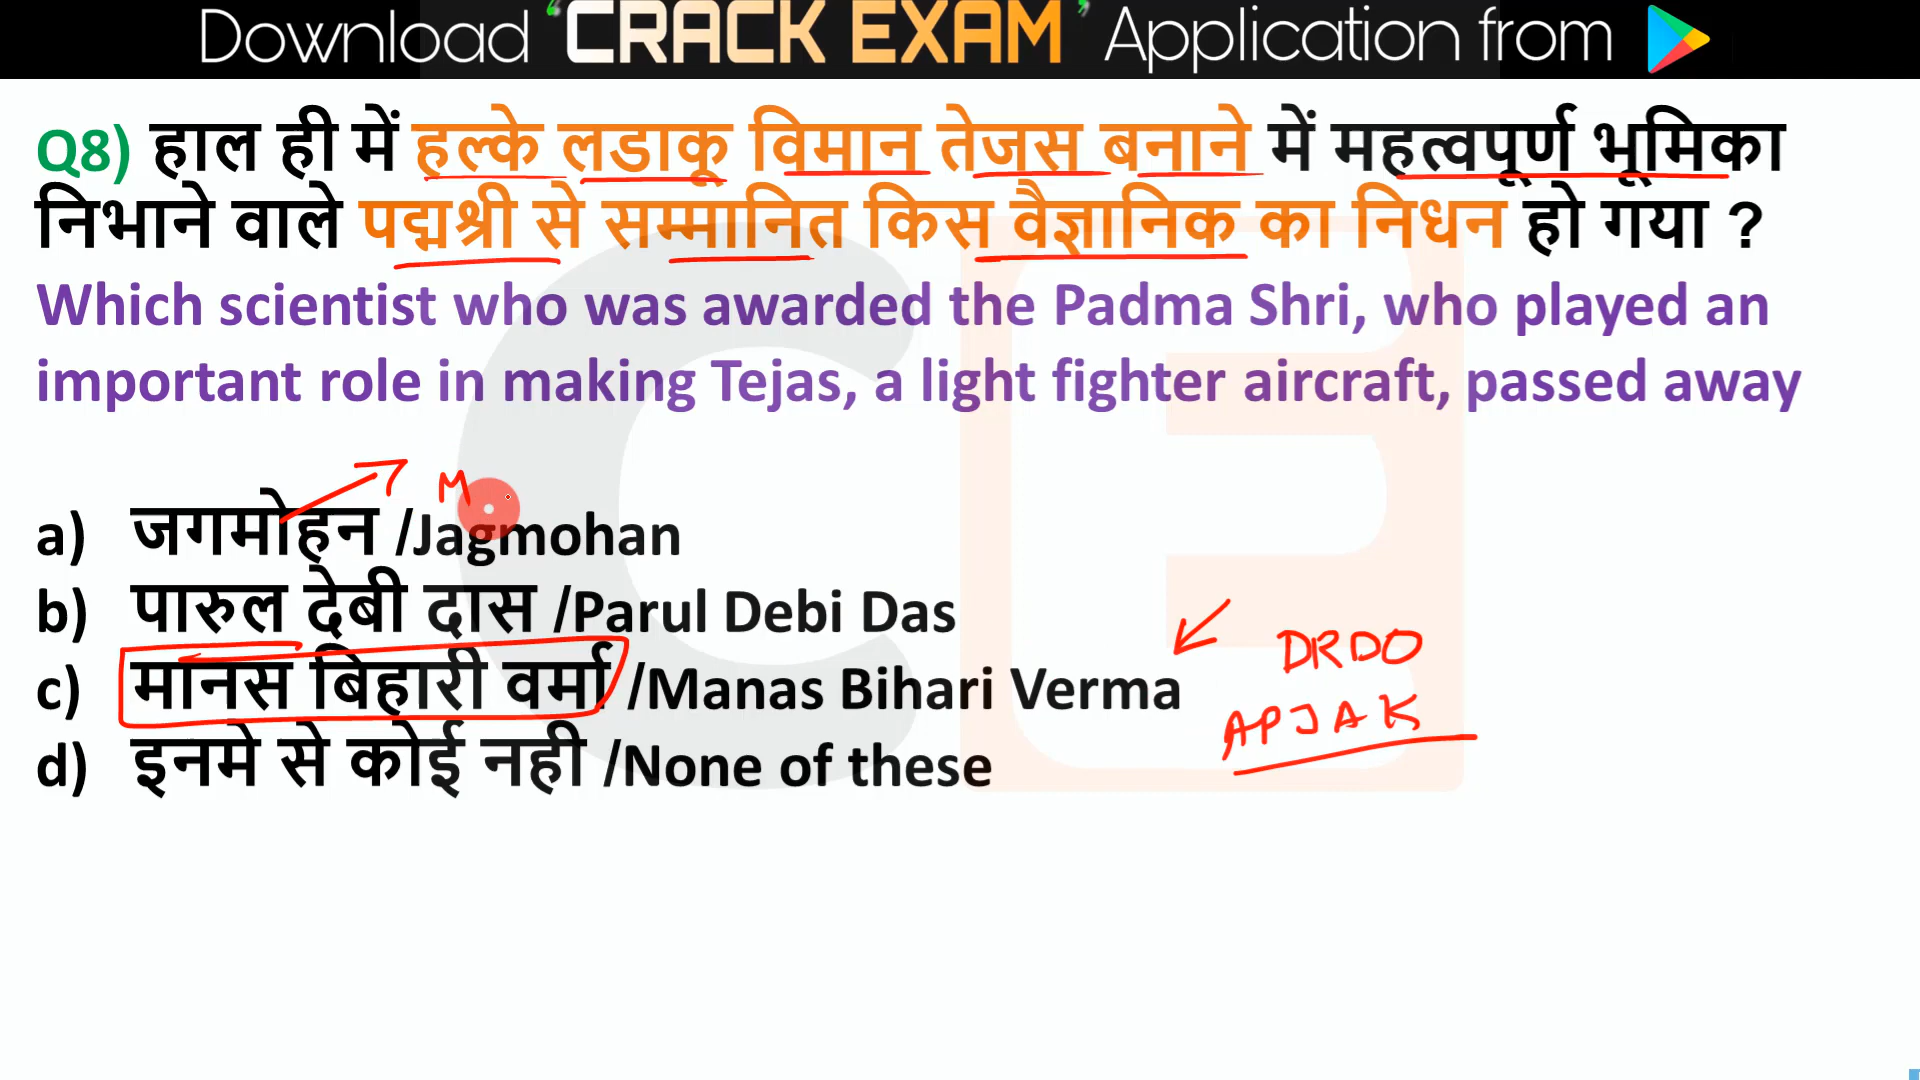 Download 'CRACK EXAM' Application from
Q8) हाल ही में हल्के लडाकू विमान तेजस बनाने में महत्वपूर्ण भूमिका
निभाने वाले पद्मश्री से सम्मानित किस वैज्ञानिक का निधन हो गया ?
Which scientist who was awarded the Padma Shri, who played an
important role in making Tejas, a light fighter aircraft, passed away
M
a) जगमोहन /Jagmohan
b) पारुल देबी दास /Parul Debi Das
c) मानस बिहारी वर्मा /Manas Bihari Verma
DRDO
APJAK
d) इनमे से कोई नही /None of these